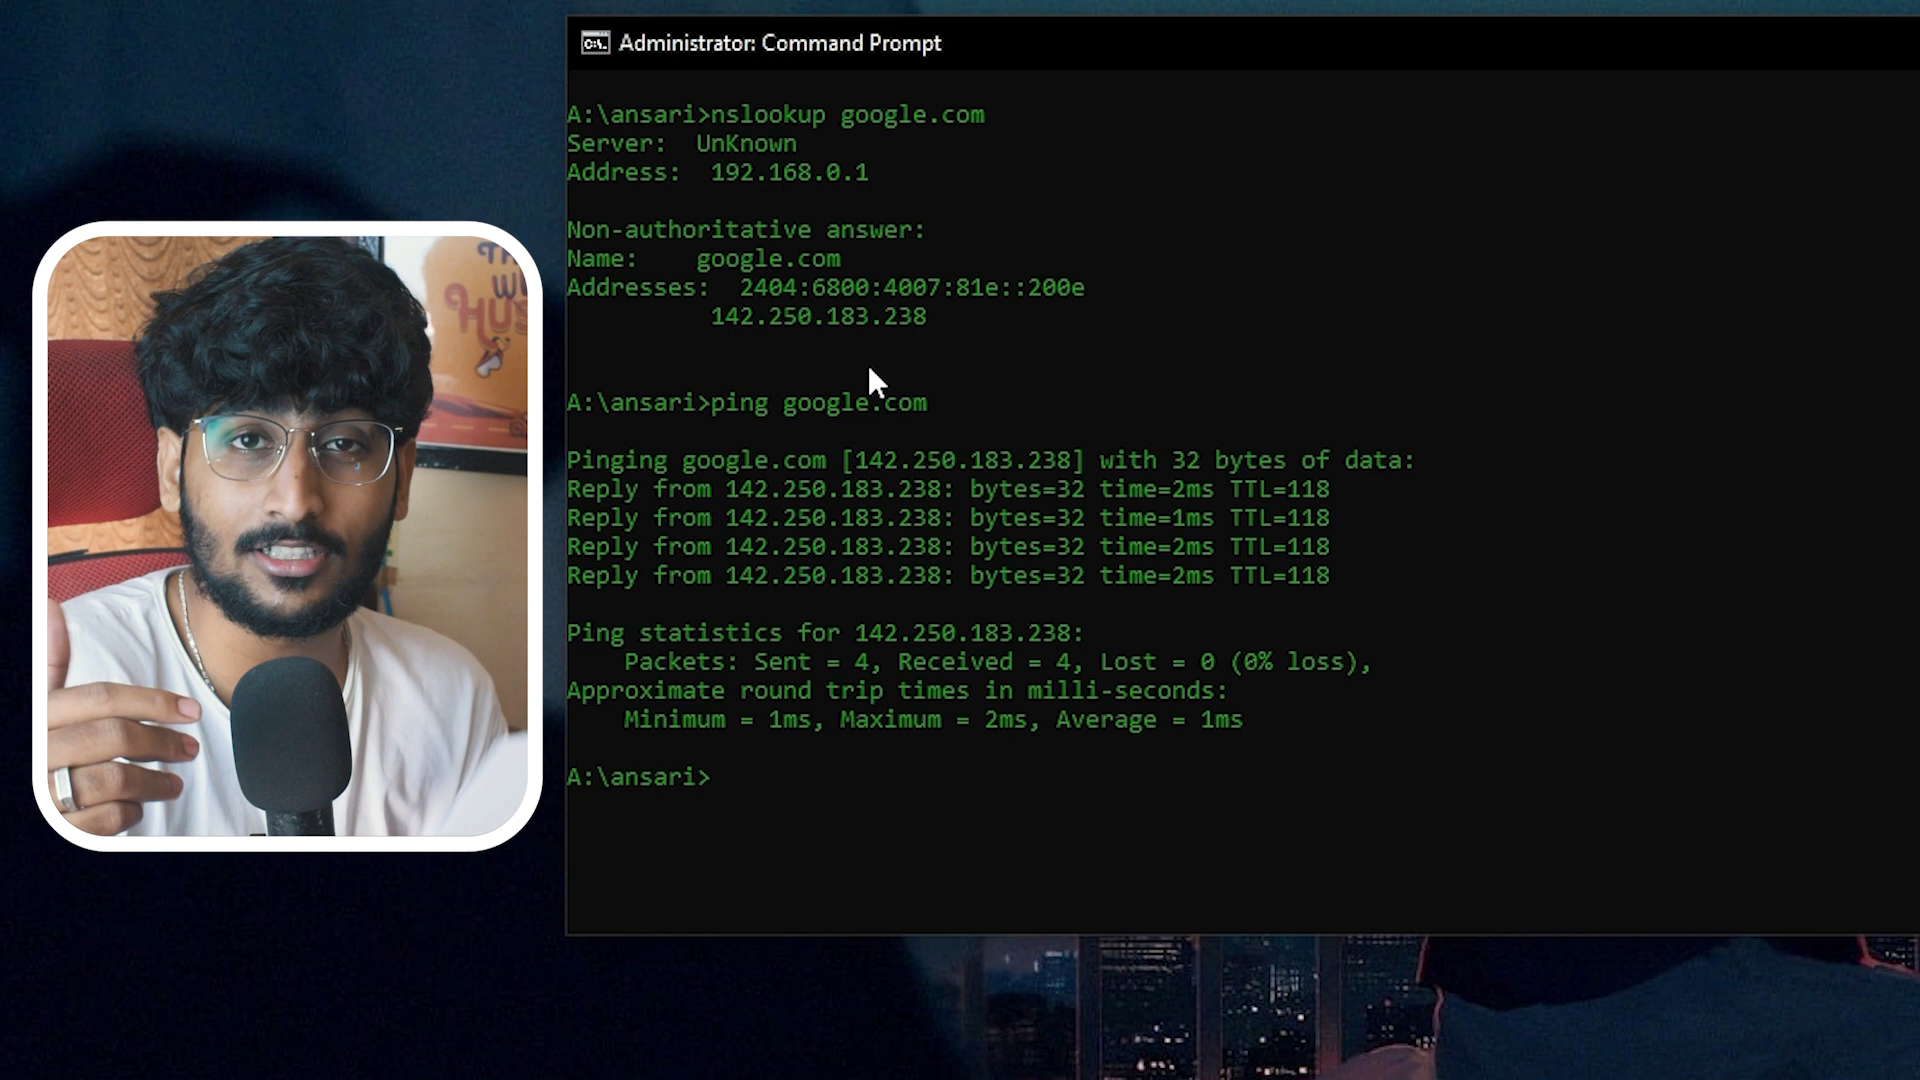 Administrator: Command Prompt
A:\ansari>nslookup google.com
Server:  UnKnown
Address:  192.168.0.1
Non-authoritative answer:
Name:    google.com
Addresses:  2404:6800:4007:81e::200e
142.250.183.238
A:\ansari>ping google.com
Pinging google.com [142.250.183.238] with 32 bytes of data:
Reply from 142.250.183.238: bytes=32 time=2ms TTL=118
Reply from 142.250.183.238: bytes=32 time=1ms TTL=118
Reply from 142.250.183.238: bytes=32 time=2ms TTL=118
Reply from 142.250.183.238: bytes=32 time=2ms TTL=118
Ping statistics for 142.250.183.238:
Packets: Sent = 4, Received = 4, Lost = 0 (0% loss),
Approximate round trip times in milli-seconds:
Minimum = 1ms, Maximum = 2ms, Average = 1ms
A:\ansari>